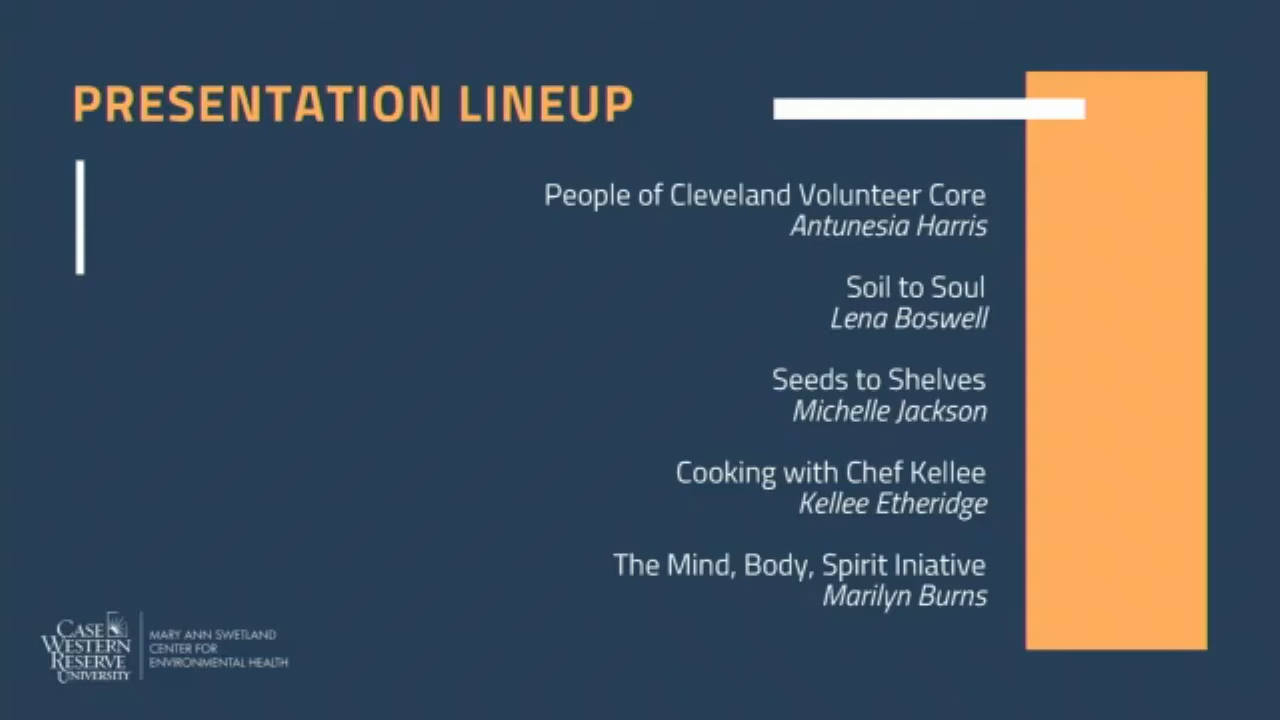 PRESENTATION LINEUP
People of Cleveland Volunteer Core
Antunesia Harris
Soil to Soul
Lena Boswell
Seeds to Shelves
Michelle Jackson
Cooking with Chef Kellee
Kellee Etheridge
The Mind, Body, Spirit Iniative
Marilyn Burns
CASE
WESTERN
RESERVE
UNIVERSITY
MARY ANN SWETLAND
CENTER FOR
ENVIRONMENTAL HEALTH